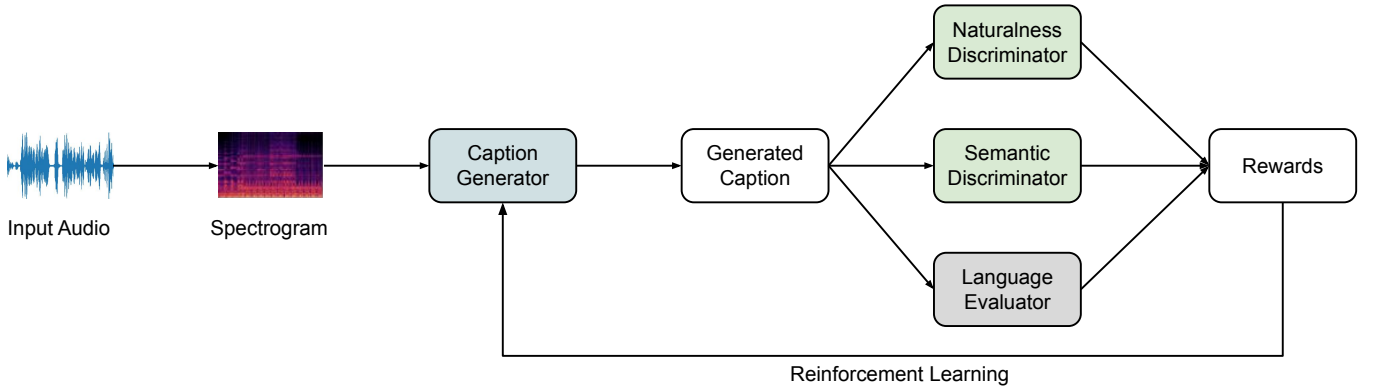 Input Audio
Spectrogram
Caption
Generator
Generated
Caption
Naturalness
Discriminator
Semantic
Discriminator
Language
Evaluator
Rewards
Reinforcement Learning